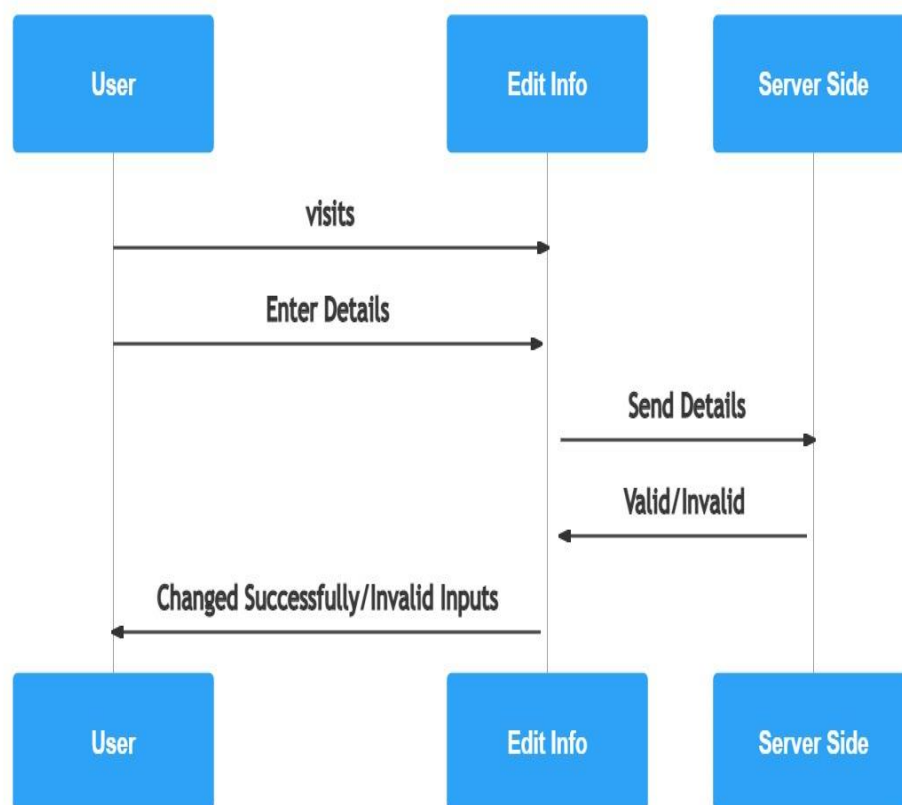 User Edit Info Server Side
visits
Enter Details
Send Details
Valid/Invalid
Changed Successfully/Invalid Inputs
User Edit Info Server Side